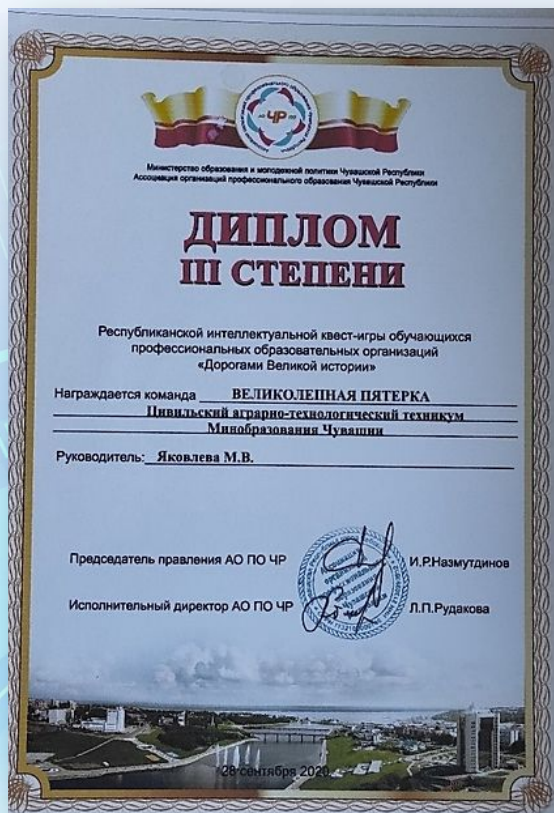 ЧР
Министерство образования и молодежной политики Чувашской Республики
Ассоциация организаций профессионального образования Чувашской Республики
ДИПЛОМ
III СТЕПЕНИ
Республиканской интеллектуальной квест-игры обучающихся
профессиональных образовательных организаций
«Дорогами Великой истории»
Награждается команда ВЕЛИКОЛЕПНАЯ ПЯТЕРКА
Цивильский аграрно-технологический техникум
Минобразования Чувашии
Руководитель: Яковлева М.В.
Председатель правления АО ПО ЧР И.Р.Назмутдинов
Исполнительный директор АО ПО ЧР Л.П.Рудакова
28 сентября 2020